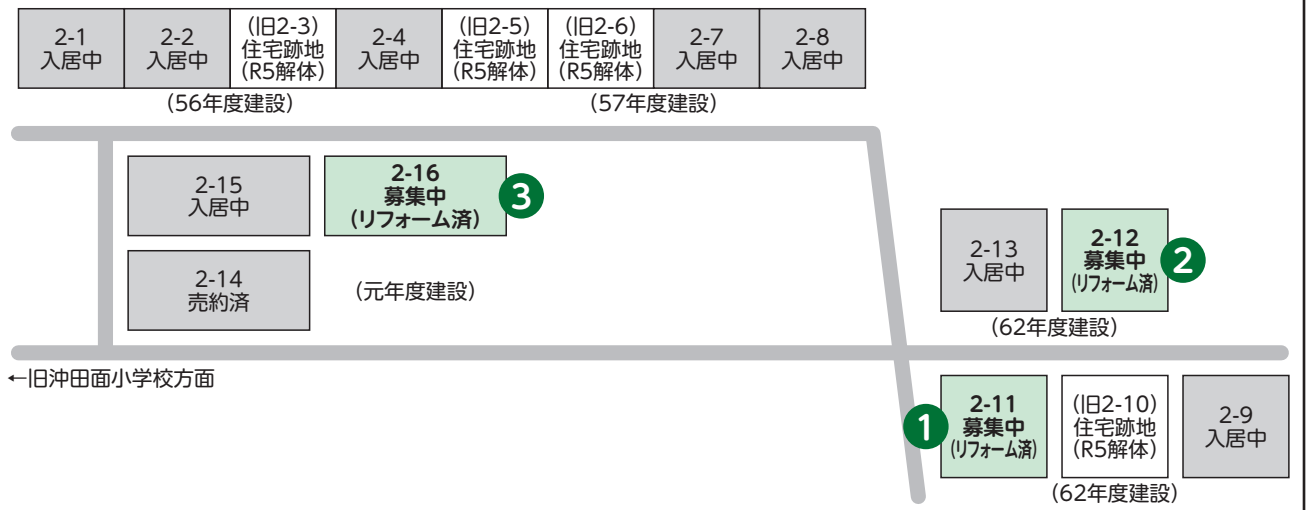 2-1
入居中
2-2
入居中
(旧2-3)
住宅跡地
(R5解体)
2-4
入居中
(旧2-5)
住宅跡地
(R5解体)
(旧2-6)
住宅跡地
(R5解体)
2-7
入居中
2-8
入居中
(56年度建設)
(57年度建設)
2-15
入居中
2-16
募集中
(リフォーム済)
3
2-14
売約済
(元年度建設)
2-13
入居中
2-12
募集中
(リフォーム済)
2
(62年度建設)
←旧沖田面小学校方面
1
2-11
募集中
(リフォーム済)
(旧2-10)
住宅跡地
(R5解体)
2-9
入居中
(62年度建設)